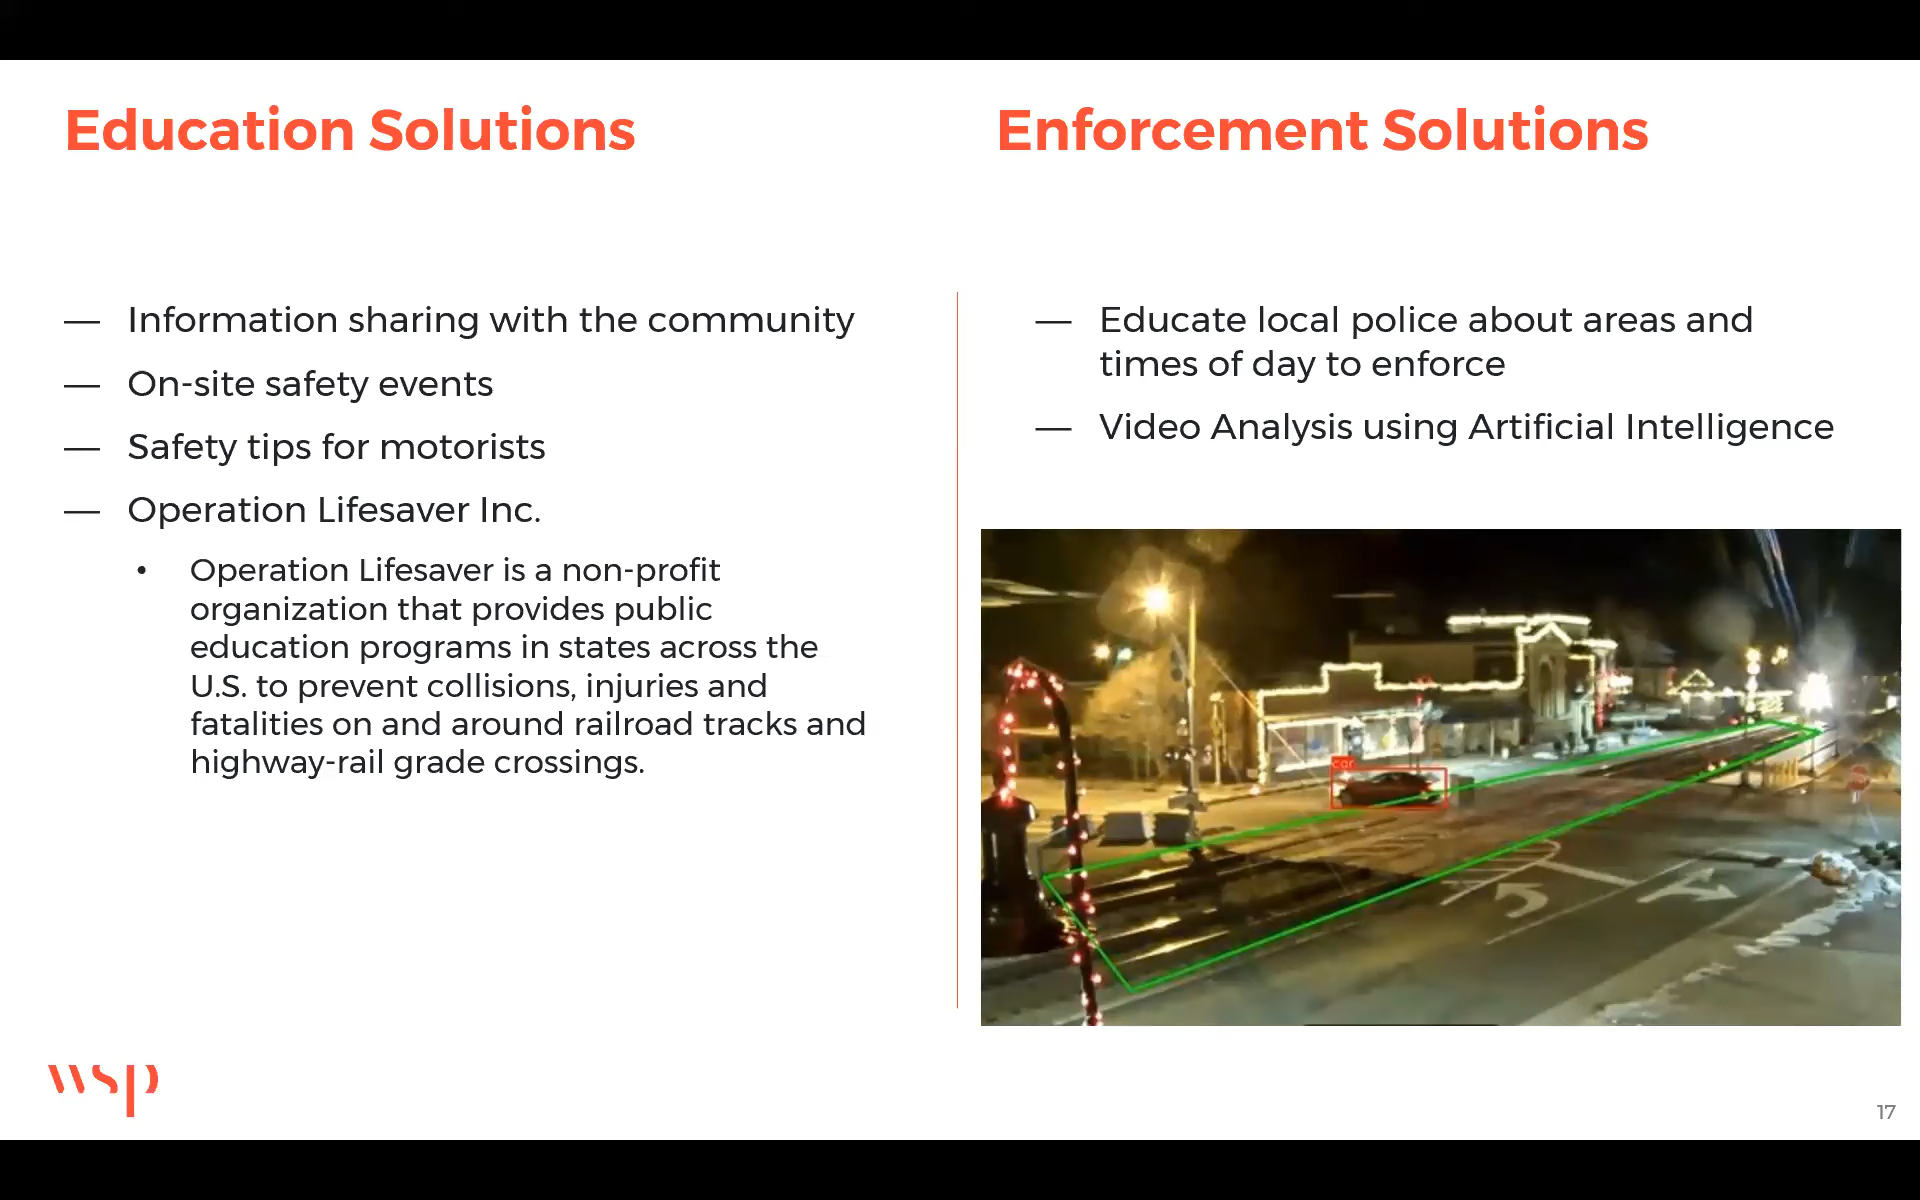 Education Solutions
— Information sharing with the community
— On-site safety events
— Safety tips for motorists
— Operation Lifesaver Inc.
• Operation Lifesaver is a non-profit
organization that provides public
education programs in states across the
U.S. to prevent collisions, injuries and
fatalities on and around railroad tracks and
highway-rail grade crossings.
Enforcement Solutions
— Educate local police about areas and
times of day to enforce
— Video Analysis using Artificial Intelligence
car
wsp
17